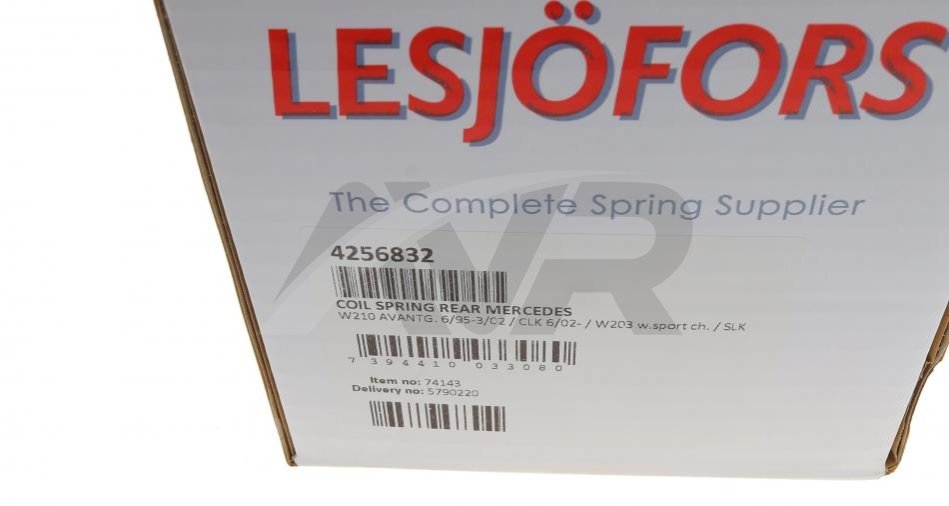 LESJÖFORS
The Complete Spring Supplier
AVR
4256832
COIL SPRING REAR MERCEDES
W210 AVANTG. 6/95-3/02 / CLK 6/02- / W203 w.sport ch. / SLK
7 394410 033080
Item no: 74143
Delivery no: 5790220